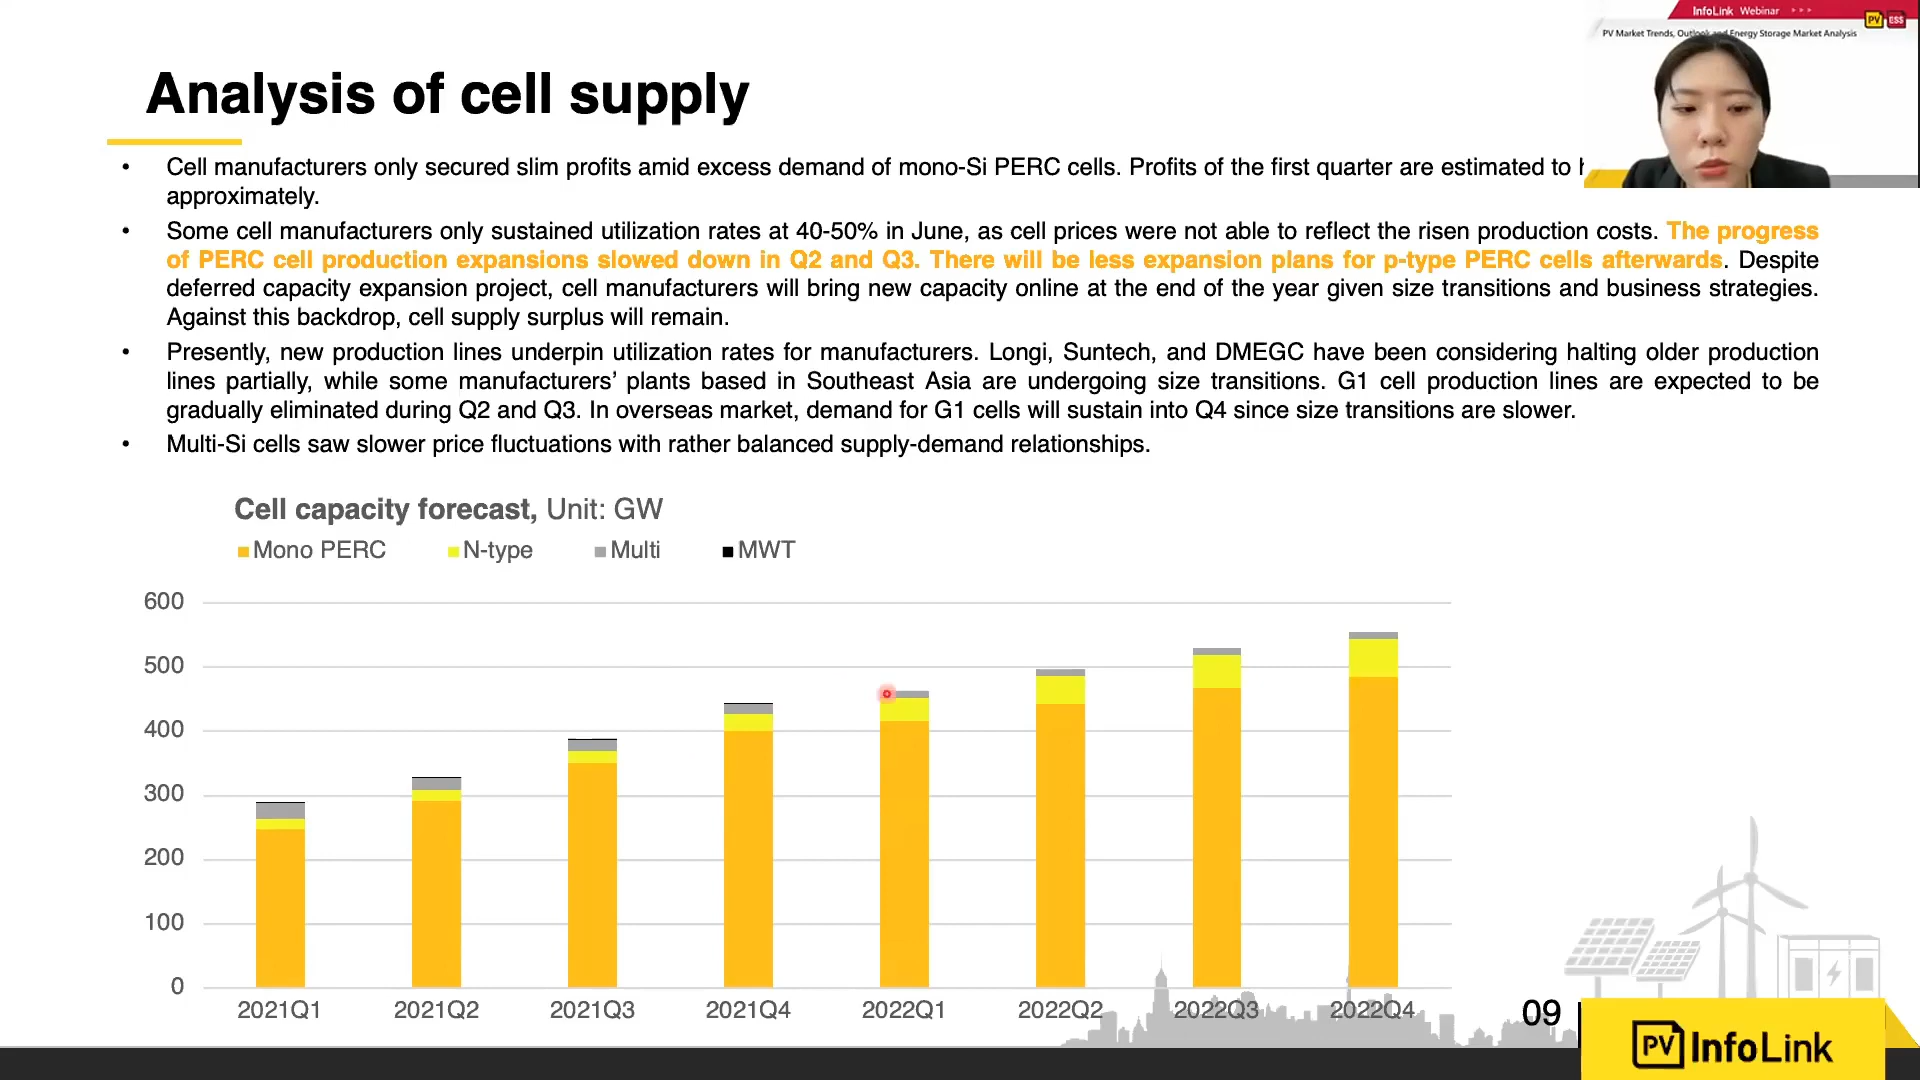 InfoLink Webinar
PV ESS
PV Market Trends, Outlook and Energy Storage Market Analysis
Analysis of cell supply
• Cell manufacturers only secured slim profits amid excess demand of mono-Si PERC cells. Profits of the first quarter are estimated to
approximately.
• Some cell manufacturers only sustained utilization rates at 40-50% in June, as cell prices were not able to reflect the risen production costs. The progress
of PERC cell production expansions slowed down in Q2 and Q3. There will be less expansion plans for p-type PERC cells afterwards. Despite
deferred capacity expansion project, cell manufacturers will bring new capacity online at the end of the year given size transitions and business strategies.
Against this backdrop, cell supply surplus will remain.
• Presently, new production lines underpin utilization rates for manufacturers. Longi, Suntech, and DMEGC have been considering halting older production
lines partially, while some manufacturers’ plants based in Southeast Asia are undergoing size transitions. G1 cell production lines are expected to be
gradually eliminated during Q2 and Q3. In overseas market, demand for G1 cells will sustain into Q4 since size transitions are slower.
• Multi-Si cells saw slower price fluctuations with rather balanced supply-demand relationships.
Cell capacity forecast, Unit: GW
Mono PERC N-type Multi MWT
600
500
400
300
200
100
0
2021Q1 2021Q2 2021Q3 2021Q4 2022Q1 2022Q2 2022Q3 2022Q4
09
PV InfoLink